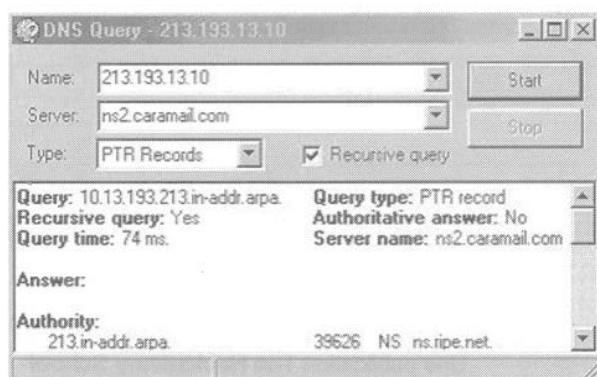 DNS Query - 213.193.13.10
Name: 213.193.13.10 Start
Server: ns2.caramail.com Stop
Type: PTR Records Recursive query
Query: 10.13.193.213.in-addr.arpa. Query type: PTR record
Recursive query: Yes Authoritative answer: No
Query time: 74 ms. Server name: ns2.caramail.com
Answer:
Authority:
213.in-addr.arpa. 39626 NS ns.ripe.net.